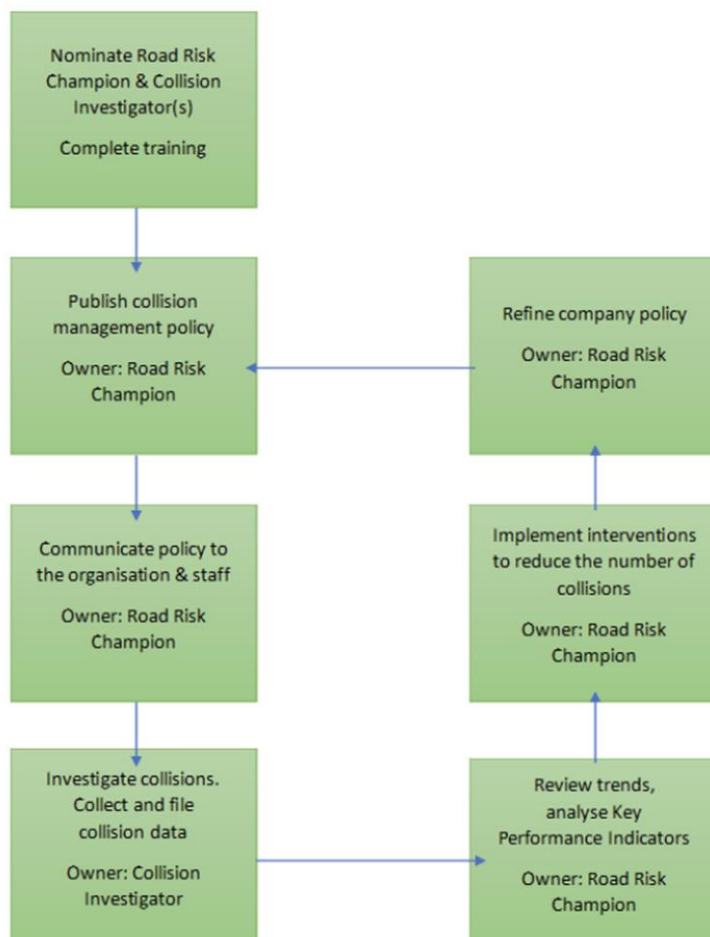 Nominate Road Risk
Champion & Collision
Investigator(s)
Complete training
Publish collision
management policy
Owner: Road Risk
Champion
Communicate policy to
the organisation & staff
Owner: Road Risk
Champion
Investigate collisions.
Collect and file
collision data
Owner: Collision
Investigator
Review trends,
analyse Key
Performance Indicators
Owner: Road Risk
Champion
Implement interventions
to reduce the number of
collisions
Owner: Road Risk
Champion
Refine company policy
Owner: Road Risk
Champion